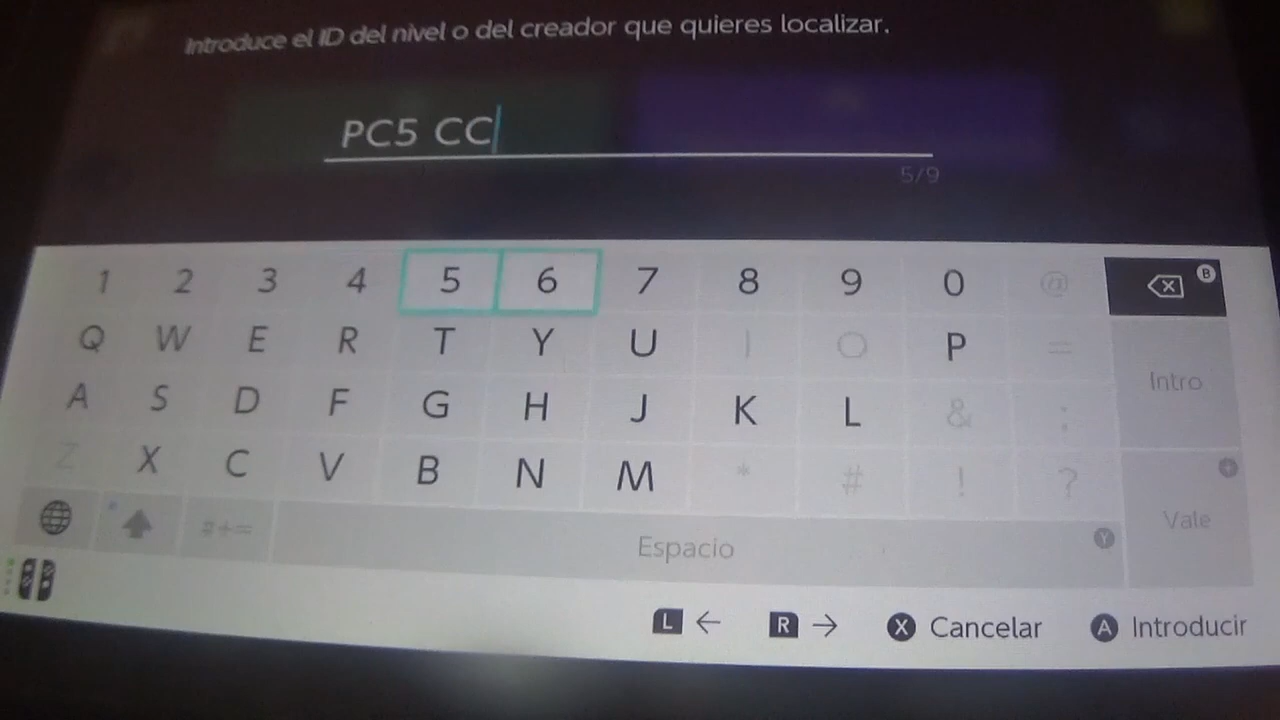 Introduce el ID del nivel o del creador que quieres localizar.
PC5 CC
5/9
1 2 3 4 5 6 7 8 9 0 @ B
Q W E R T Y U I O P =
A S D F G H J K L & ; Intro
Z X C V B N M * # ! ? +
#+= Espacio Y Vale
L ← R → X Cancelar A Introducir